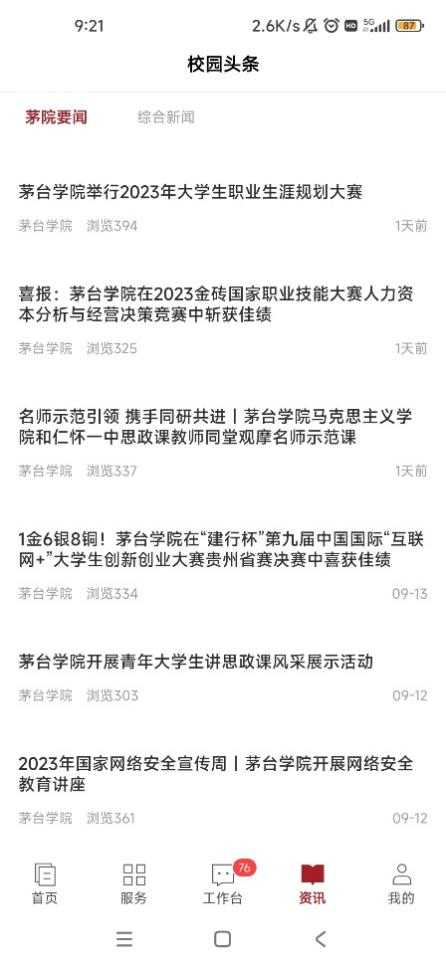 9:21
2.6K/s
HD
5G
87
校园头条
茅院要闻
综合新闻
茅台学院举行2023年大学生职业生涯规划大赛
茅台学院 浏览394 1天前
喜报：茅台学院在2023金砖国家职业技能大赛人力资
本分析与经营决策竞赛中斩获佳绩
茅台学院 浏览325 1天前
名师示范引领 携手同研共进丨茅台学院马克思主义学
院和仁怀一中思政课教师同堂观摩名师示范课
茅台学院 浏览337 1天前
1金6银8铜！茅台学院在“建行杯”第九届中国国际“互联
网+”大学生创新创业大赛贵州省赛决赛中喜获佳绩
茅台学院 浏览334 09-13
茅台学院开展青年大学生讲思政课风采展示活动
茅台学院 浏览303 09-12
2023年国家网络安全宣传周丨茅台学院开展网络安全
教育讲座
茅台学院 浏览361 09-12
76
首页 服务 工作台 资讯 我的